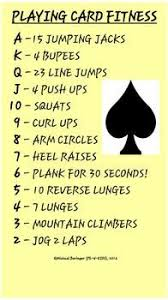 PLAYING CARD FITNESS
A - 15 JUMPING JACKS
K - 4 BUPEES
Q - 23 LINE JUMPS
J - 4 PUSH UPS
10 - SQUATS
9 - CURL UPS
8 - ARM CIRCLES
7 - HEEL RAISES
6 - PLANK FOR 30 SECONDS!
5 - 10 REVERSE LUNGES
4 - 7 LUNGES
3 - MOUNTAIN CLIMBERS
2 - JOG 2 LAPS